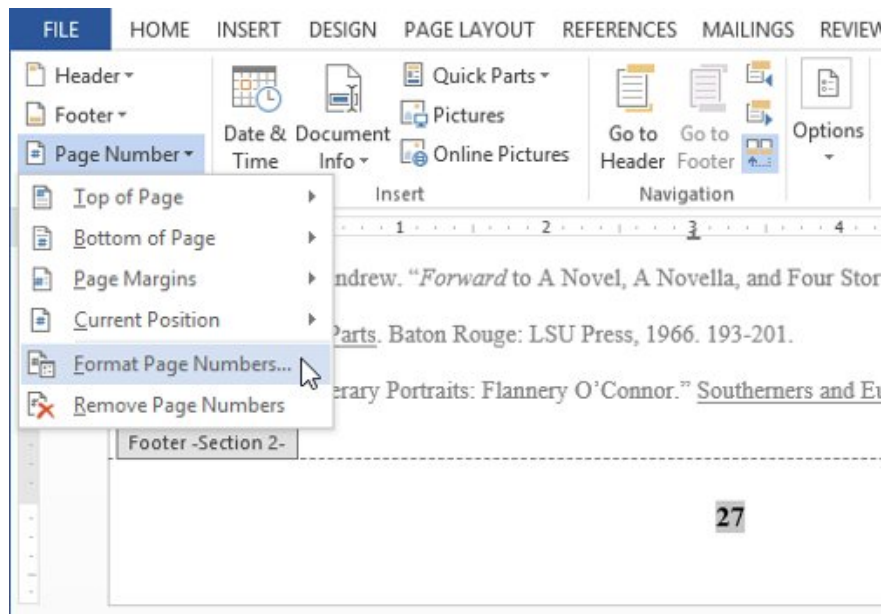 FILE HOME INSERT DESIGN PAGE LAYOUT REFERENCES MAILINGS REVIEW
Header
Footer
Page Number
Date & Time
Document Info
Quick Parts
Pictures
Online Pictures
Insert
Go to Header
Go to Footer
Navigation
Options
Top of Page
Bottom of Page
Page Margins
Current Position
Format Page Numbers...
Remove Page Numbers
1 2 3 4
ndrew. “Forward to A Novel, A Novella, and Four Stor
Parts. Baton Rouge: LSU Press, 1966. 193-201.
erary Portraits: Flannery O’Connor.” Southerners and Eu
Footer -Section 2-
27